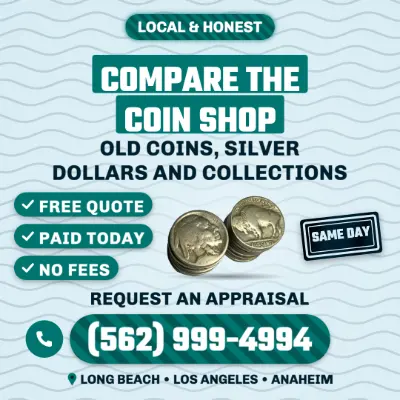 LOCAL & HONEST
COMPARE THE
COIN SHOP
OLD COINS, SILVER
DOLLARS AND COLLECTIONS
FREE QUOTE
PAID TODAY
NO FEES
SAME DAY
REQUEST AN APPRAISAL
(562) 999-4994
LONG BEACH • LOS ANGELES • ANAHEIM